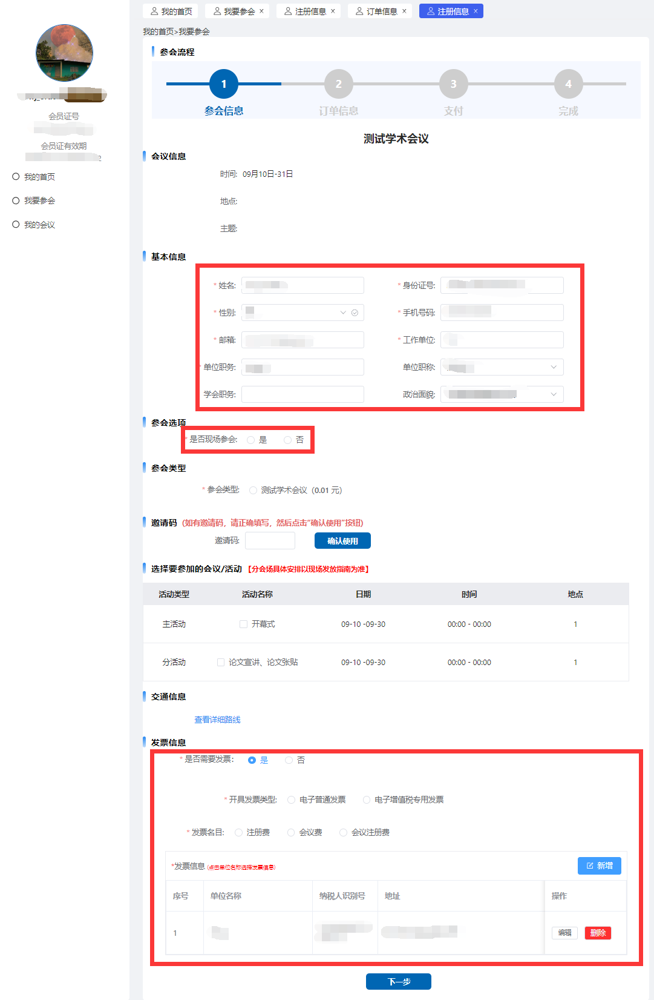 我的首页 我要参会 × 注册信息 × 订单信息 × 注册信息 ×
我的首页>我要参会
会员证号
会员证有效期
我的首页
我要参会
我的会议
参会流程
1 2 3 4
参会信息 订单信息 支付 完成
测试学术会议
会议信息
时间: 09月10日-31日
地点:
主题:
基本信息
* 姓名: * 身份证号:
* 性别: * 手机号码:
* 邮箱: * 工作单位:
* 单位职务: 单位职称:
学会职务: 政治面貌:
参会选项
* 是否现场参会: 是 否
参会类型
* 参会类型: 测试学术会议（0.01 元）
邀请码（如有邀请码，请正确填写，然后点击“确认使用”按钮）
邀请码: 确认使用
选择要参加的会议/活动 【分会场具体安排以现场发放指南为准】
活动类型 活动名称 日期 时间 地点
主活动 开幕式 09-10 -09-30 00:00 - 00:00 1
分活动 论文宣讲、论文张贴 09-10 -09-30 00:00 - 00:00 1
交通信息
查看详细路线
发票信息
* 是否需要发票: 是 否
* 开具发票类型: 电子普通发票 电子增值税专用发票
* 发票名目: 注册费 会议费 会议注册费
*发票信息 (点击单位名称选择发票信息) 新增
序号 单位名称 纳税人识别号 地址 操作
1 编辑 删除
下一步